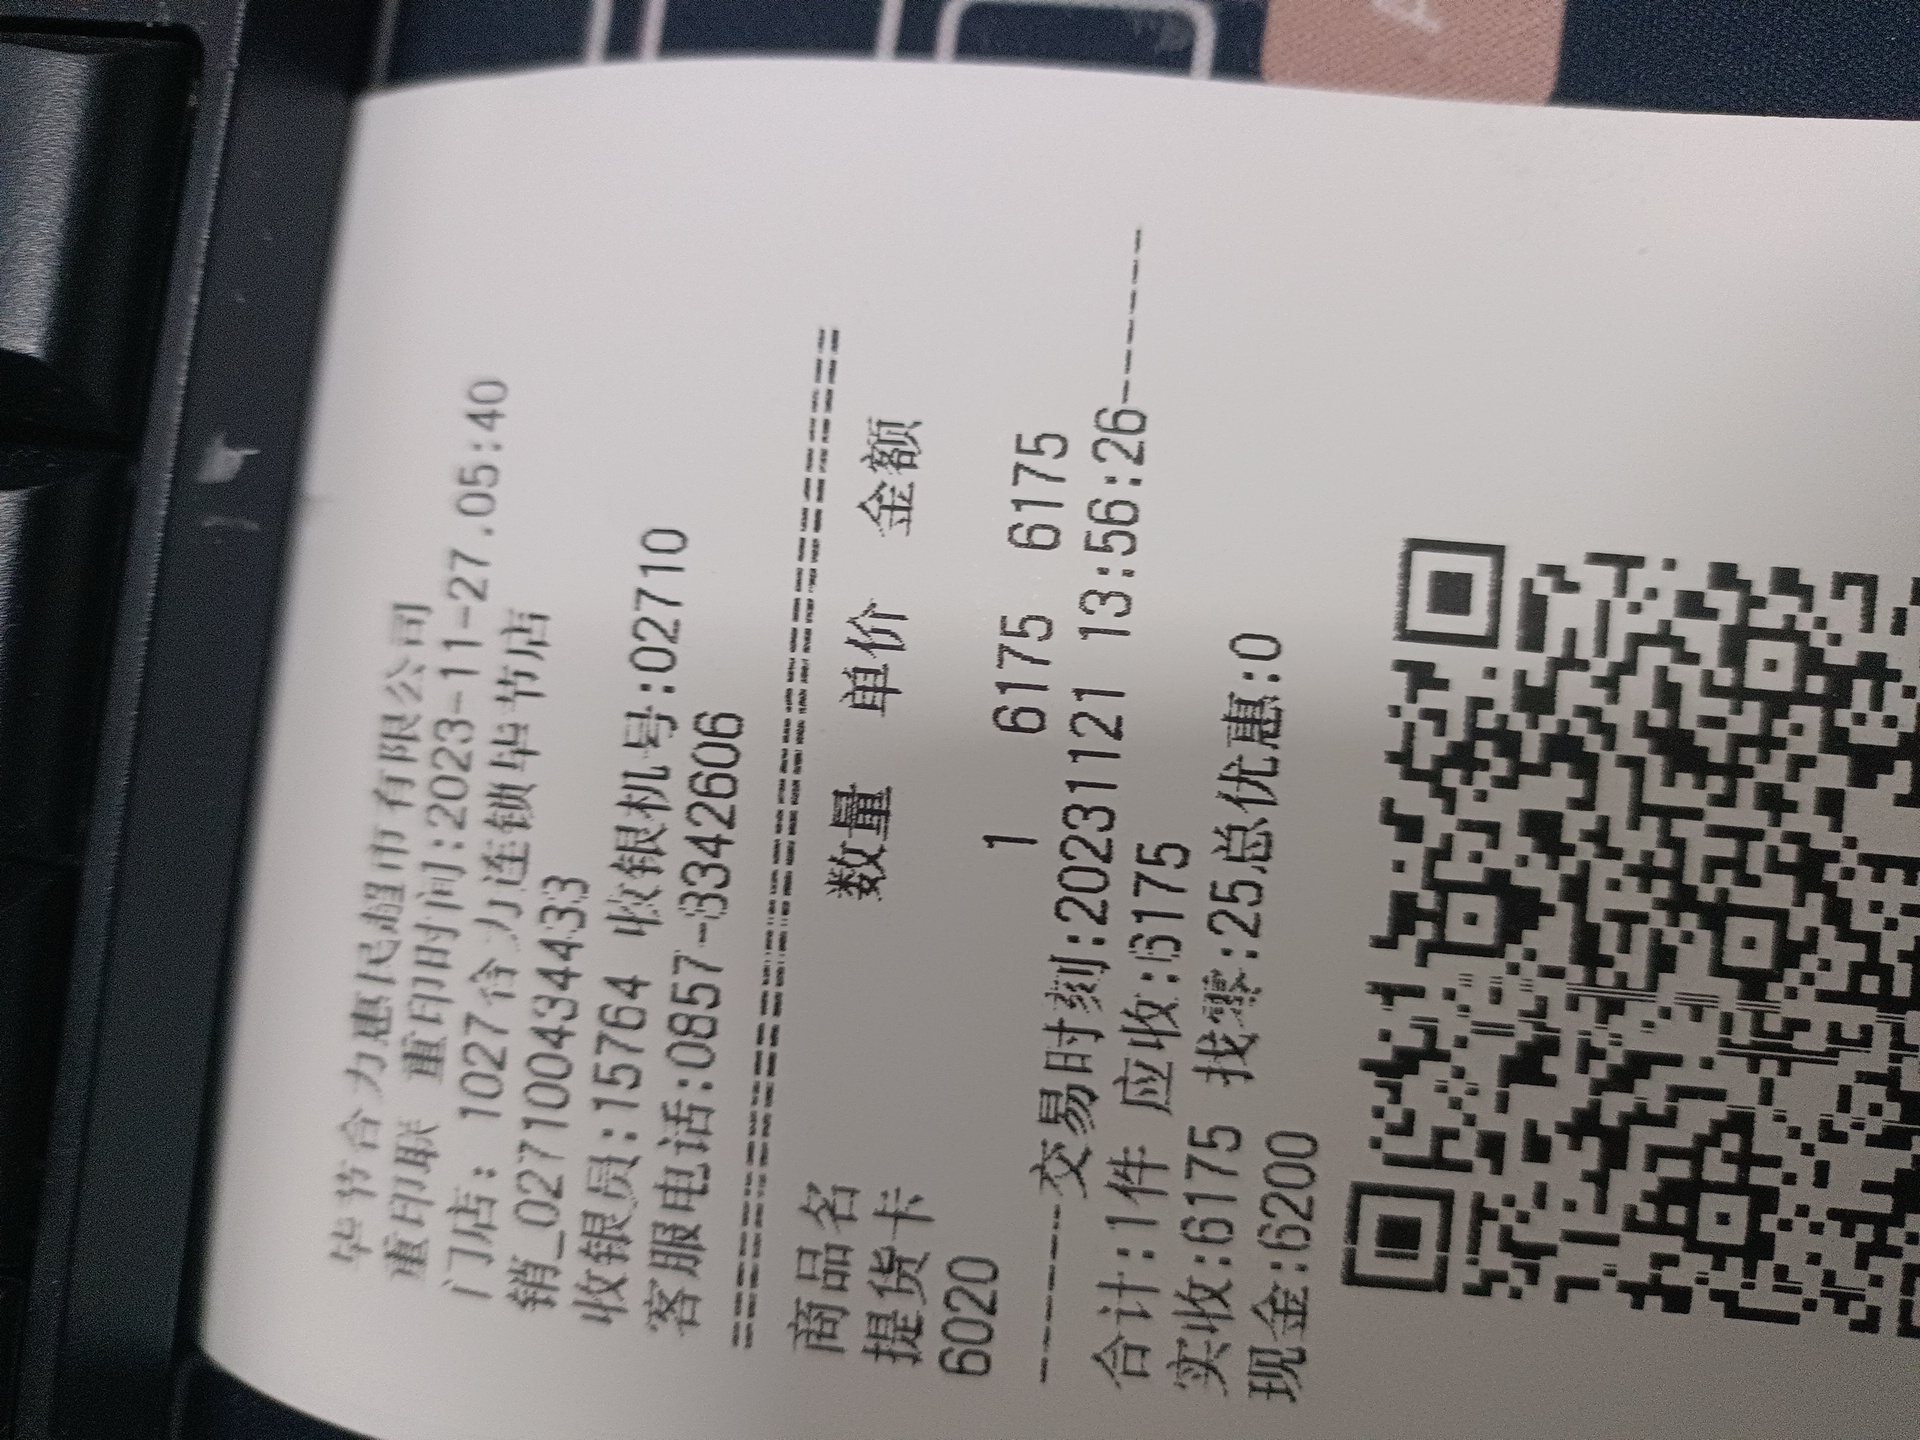 毕节合力惠民超市有限公司
重印联 重印时间:2023-11-27.05:40
门店: 1027合力连锁毕节店
销_027100434433
收银员:15764 收银机号:02710
客服电话:0857-3342606
商品名 数量 单价 金额
提货卡
6020 1 6175 6175
------交易时刻:20231121 13:56:26------
合计:1件 应收:6175
实收:6175 找零:25总优惠:0
现金:6200